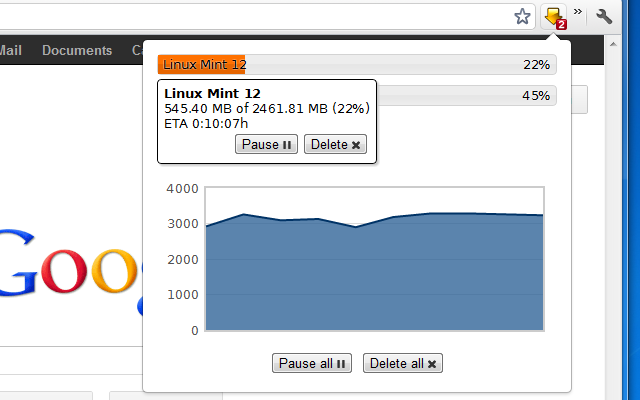 Mail Documents Ca
2
»
Linux Mint 12 22%
45%
Linux Mint 12
545.40 MB of 2461.81 MB (22%)
ETA 0:10:07h
Pause Delete
4000
3000
2000
1000
0
Goog
Pause all Delete all